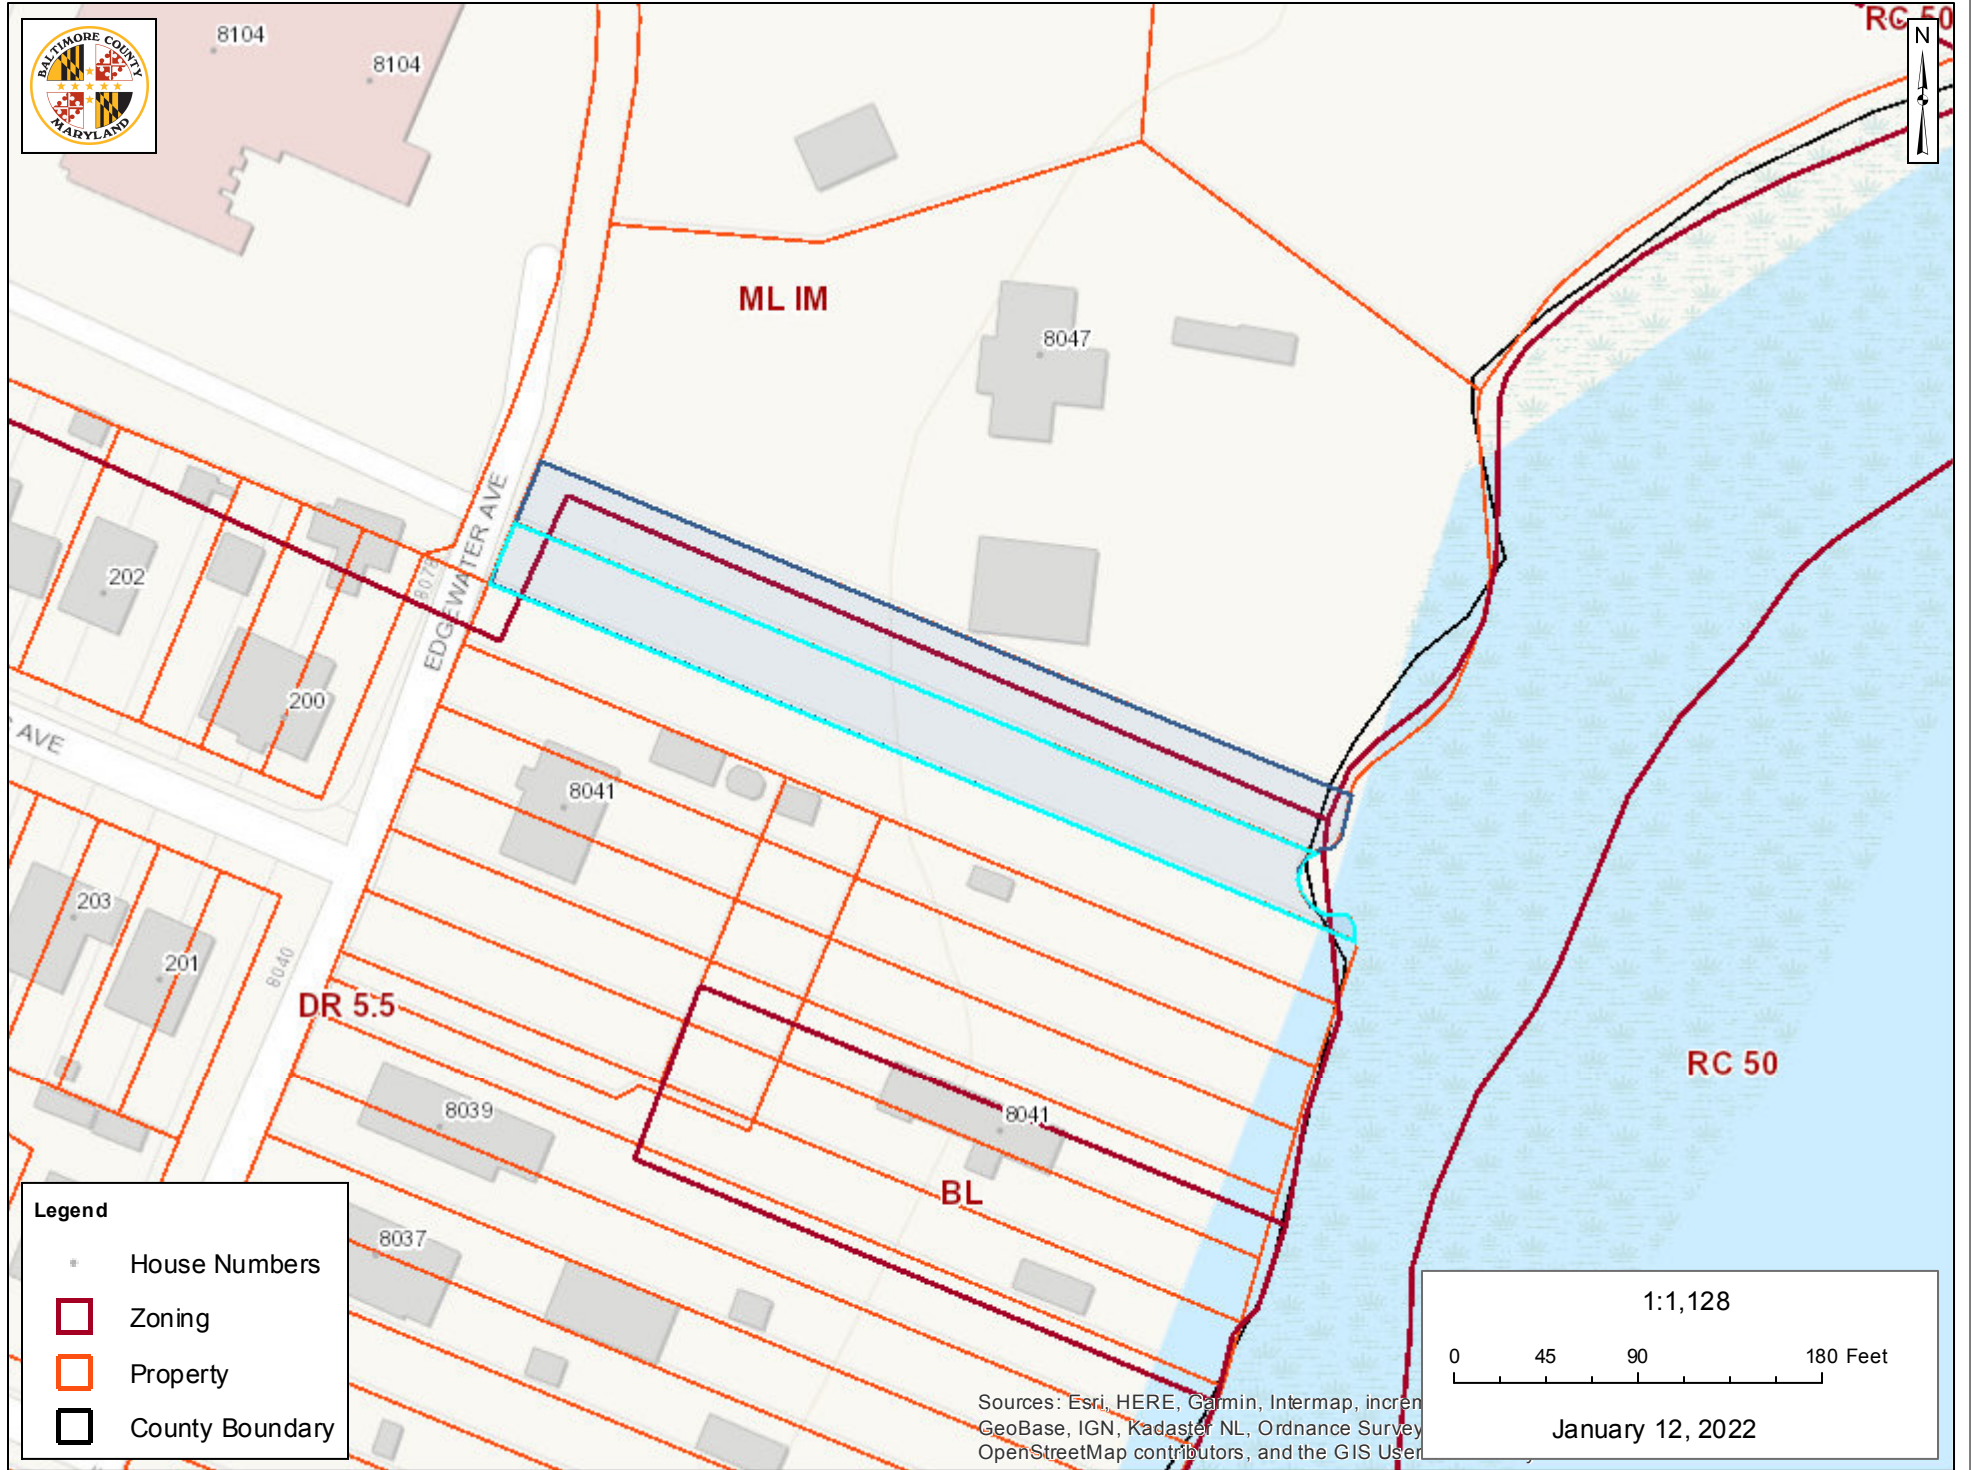 BALTIMORE COUNTY
MARYLAND
8104
8104
RC 50
N
ML IM
8047
EDGEWATER AVE
8078
202
200
AVE
8041
203
201
8040
DR 5.5
8039
8041
RC 50
BL
8037
Legend
House Numbers
Zoning
Property
County Boundary
1:1,128
0 45 90 180 Feet
January 12, 2022
Sources: Esri, HERE, Garmin, Intermap,
GeoBase, IGN, Kadaster NL, Ordnance Survey
OpenStreetMap contributors, and the GIS User